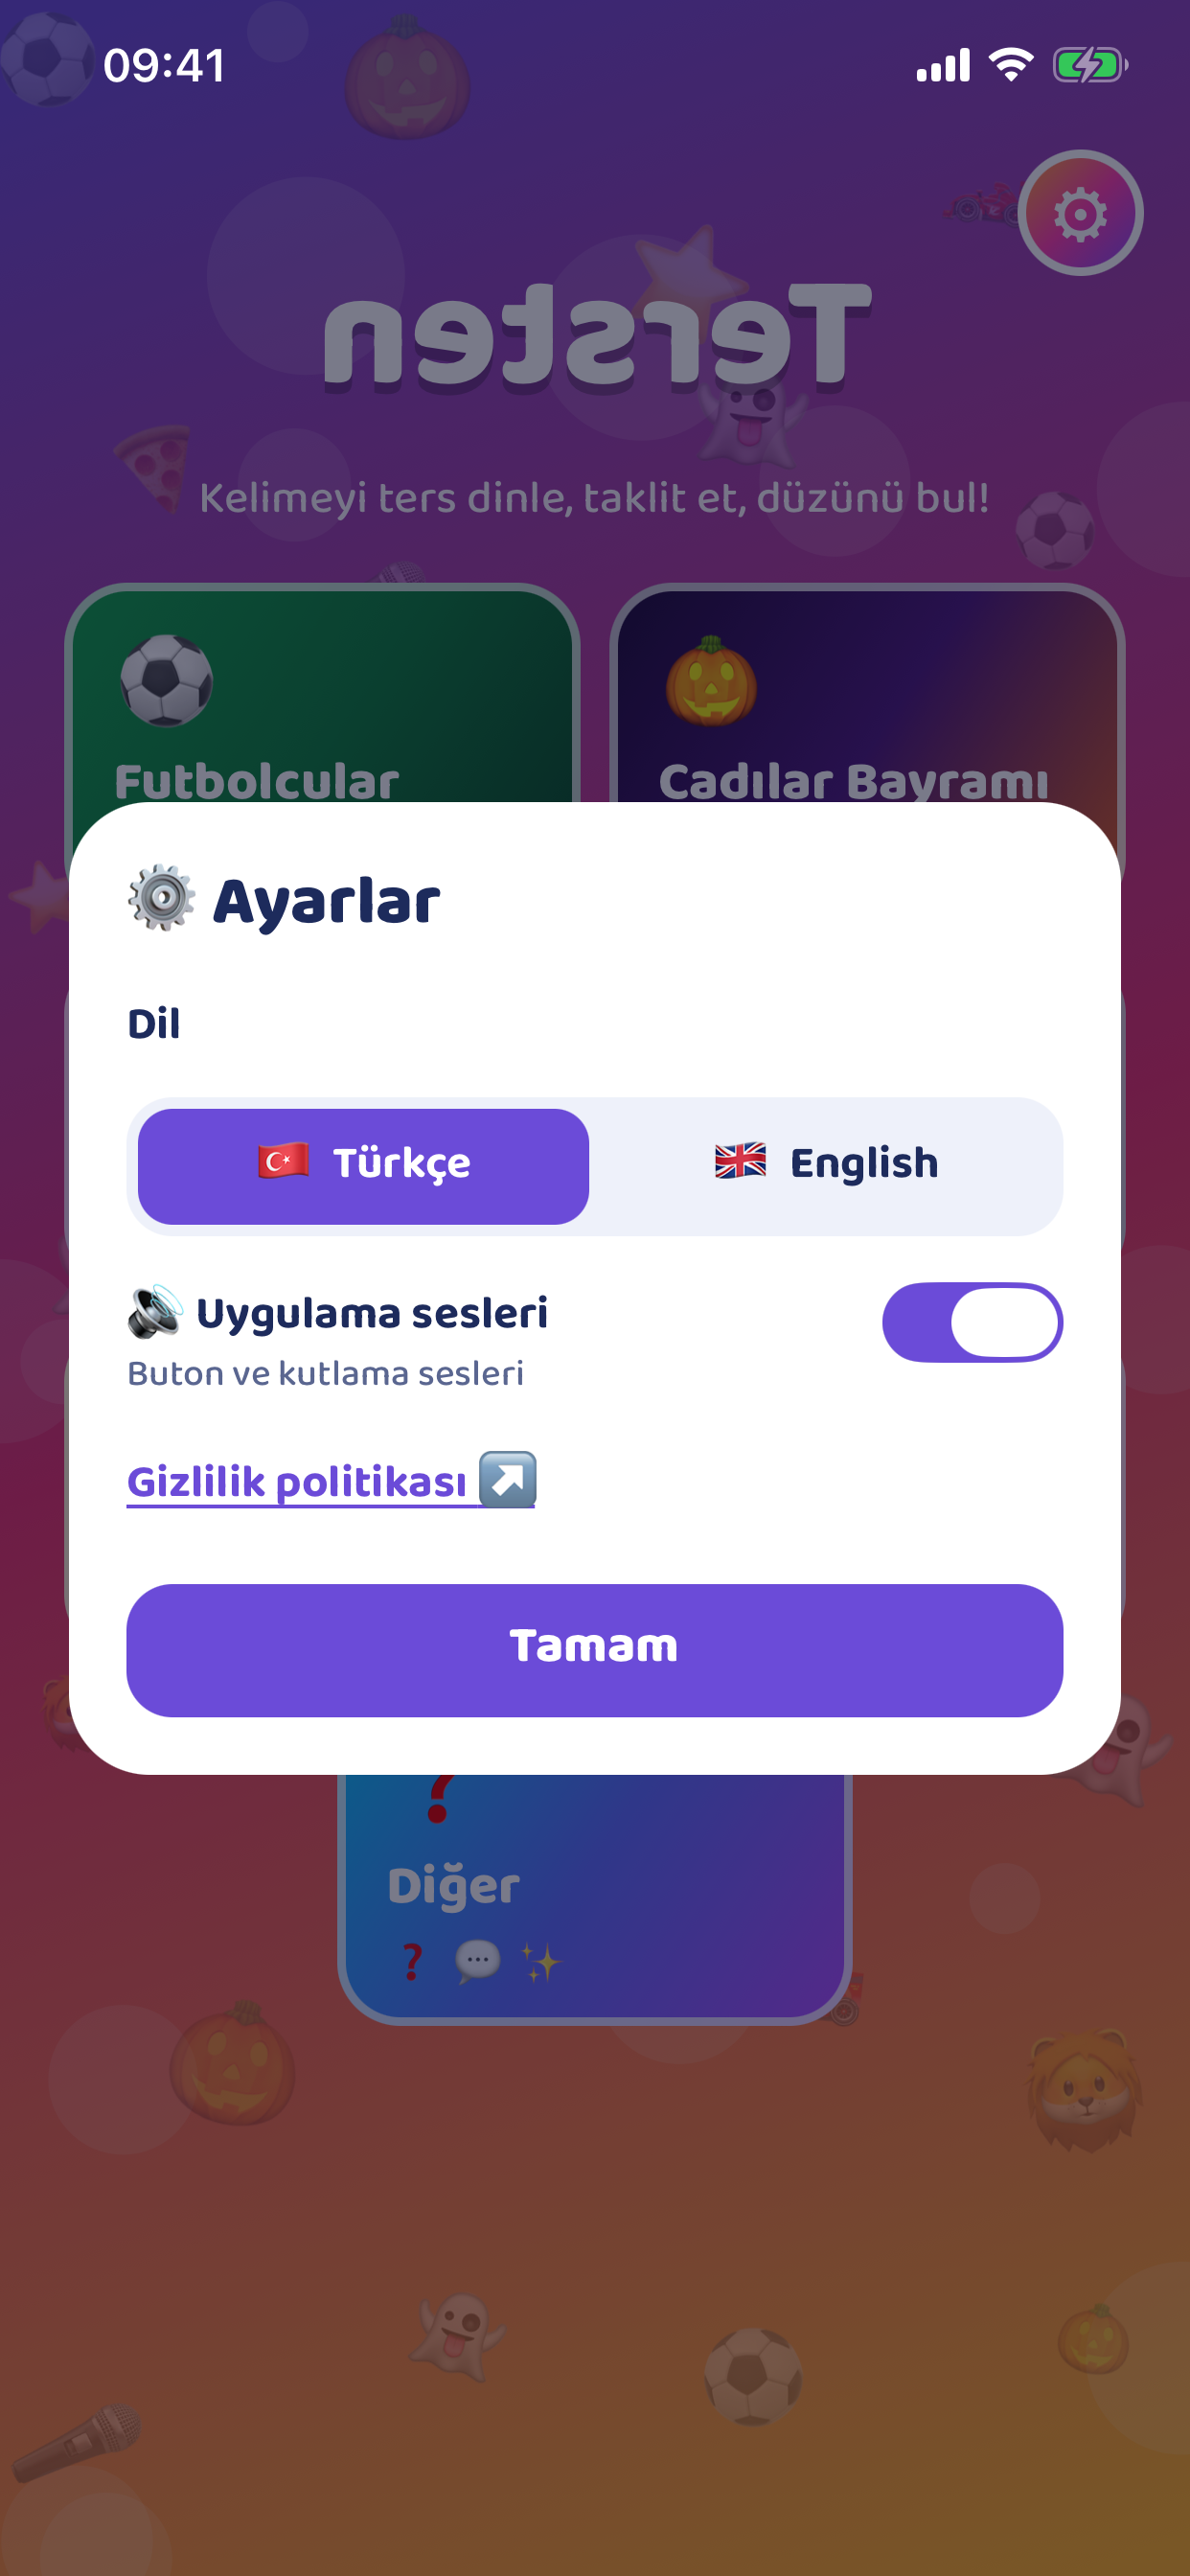 09:41
Tersten
Kelimeyi ters dinle, taklit et, düzünü bul!
Futbolcular
Cadılar Bayramı
Ayarlar
Dil
Türkçe
English
Uygulama sesleri
Buton ve kutlama sesleri
Gizlilik politikası
Tamam
Diğer